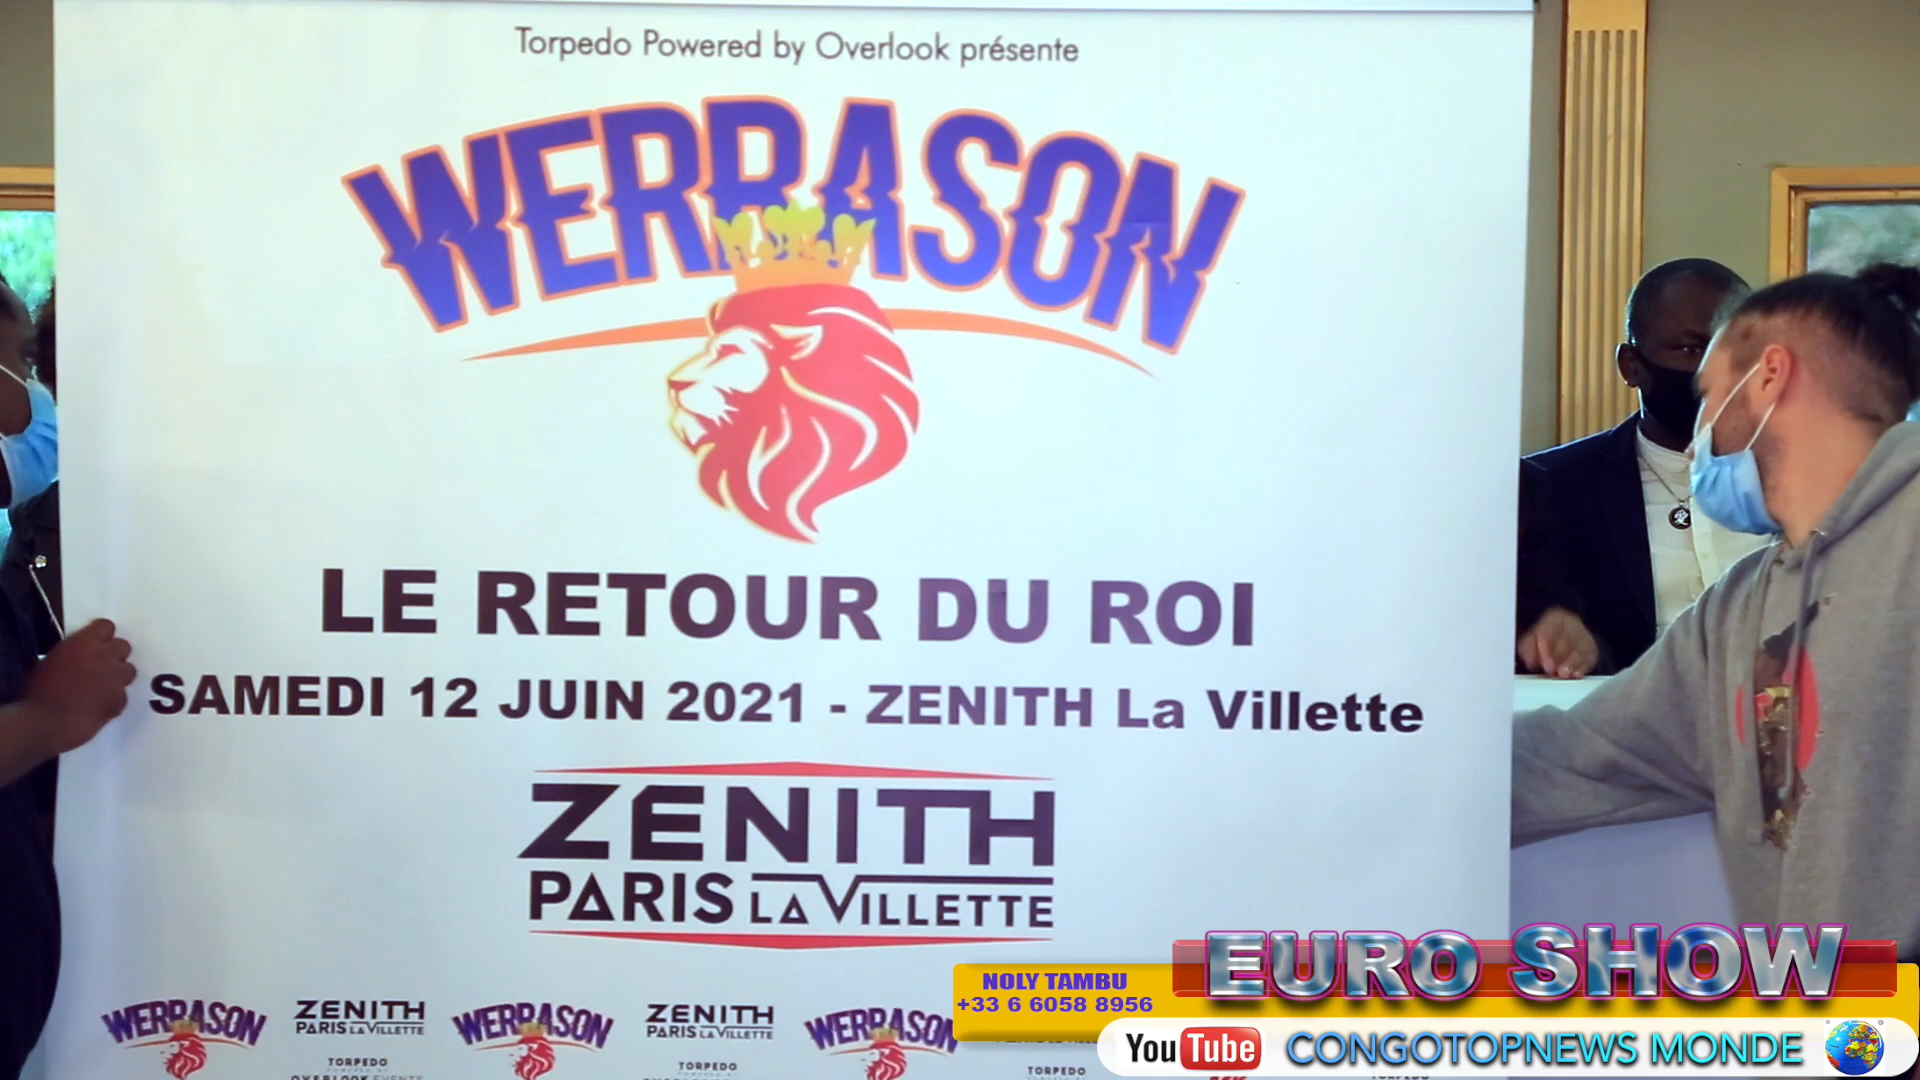 Torpedo Powered by Overlook présente
WERRASON
LE RETOUR DU ROI
SAMEDI 12 JUIN 2021 - ZENITH La Villette
ZENITH
PARIS LA VILLETTE
WERRASON
ZENITH
PARIS LA VILLETTE
TORPEDO
WERRASON
ZENITH
PARIS LA VILLETTE
TORPEDO
WERRASON
TORPEDO
NOLY TAMBU
+33 6 6058 8956
EURO SHOW
YouTube CONGOTOPNEWS MONDE